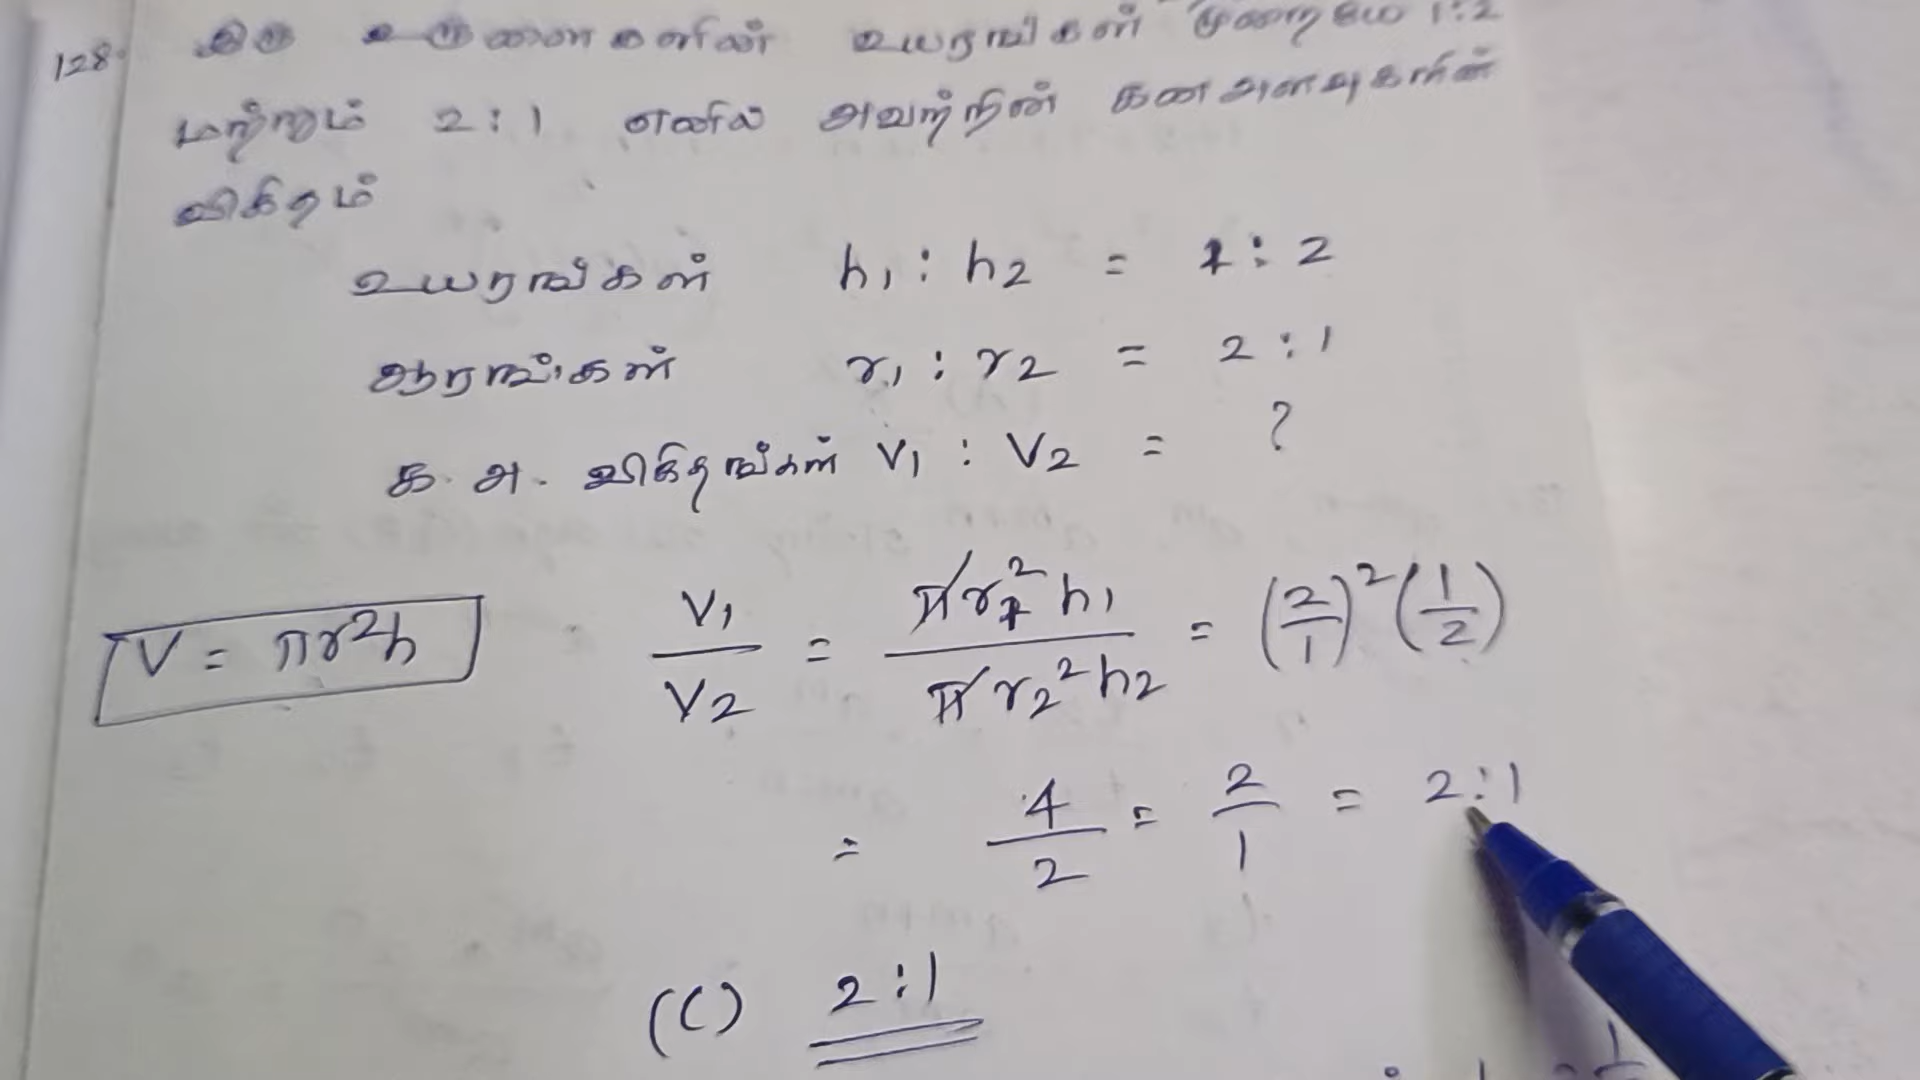 128. இரு உருளைகளின் உயரங்கள் முறையே 1:2
மற்றும் 2:1 எனில் அவற்றின் கனஅளவுகளின்
விகிதம்
உயரங்கள் h₁ : h₂ = 1 : 2
ஆரங்கள் r₁ : r₂ = 2 : 1
க. அ. விகிதங்கள் V₁ : V₂ = ?
V = πr²h V₁/V₂ = πr₁²h₁/πr₂²h₂ = (2/1)² (1/2)
= 4/2 = 2/1 = 2:1
(C) 2:1